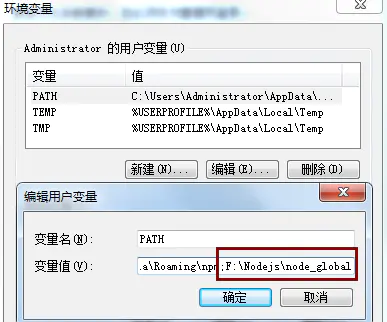 环境变量
Administrator 的用户变量(U)
变量 值
PATH C:\Users\Administrator\AppData\...
TEMP %USERPROFILE%\AppData\Local\Temp
TMP %USERPROFILE%\AppData\Local\Temp
新建(N)... 编辑(E)... 删除(D)
编辑用户变量
变量名(N): PATH
变量值(V): .a\Roaming\npm;F:\Nodejs\node_global
确定 取消